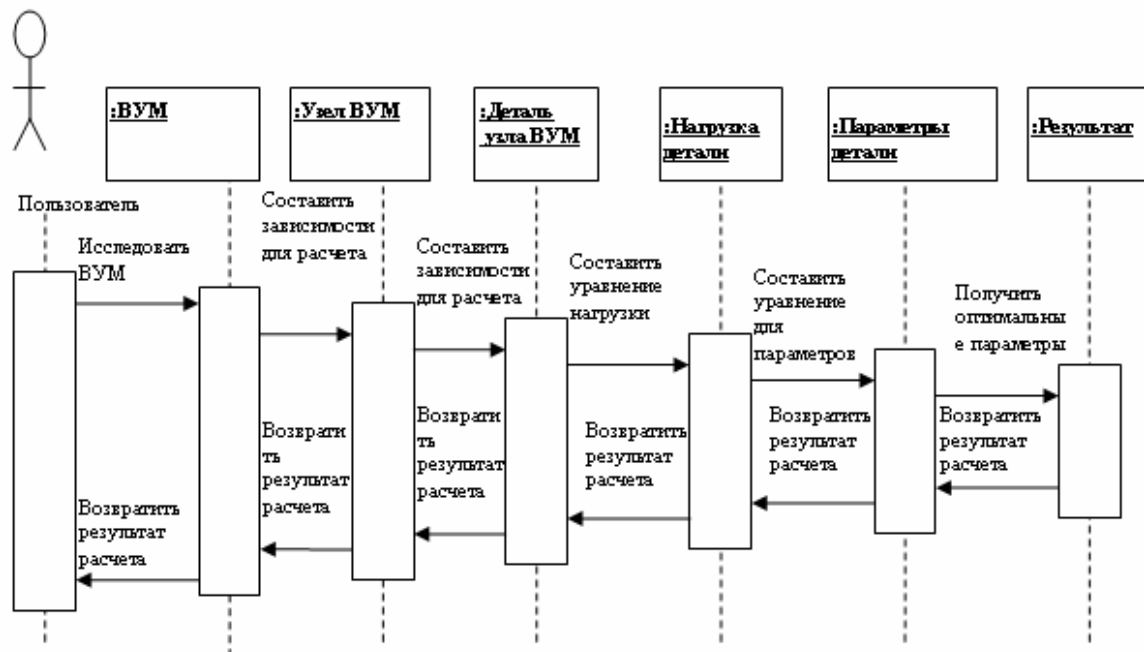 :ВУМ
:Узел ВУМ
:Деталь
узла ВУМ
:Нагрузка
детали
:Параметры
детали
:Результат
Пользователь
Исследовать
ВУМ
Составить
зависимости
для расчета
Составить
зависимости
для расчета
Составить
уравнение
нагрузки
Составить
уравнение
для
параметров
Получить
оптимальны
е параметры
Возвратить
результат
расчета
Возврати
ть
результат
расчета
Возврати
ть
результат
расчета
Возвратить
результат
расчета
Возвратить
результат
расчета
Возвратить
результат
расчета